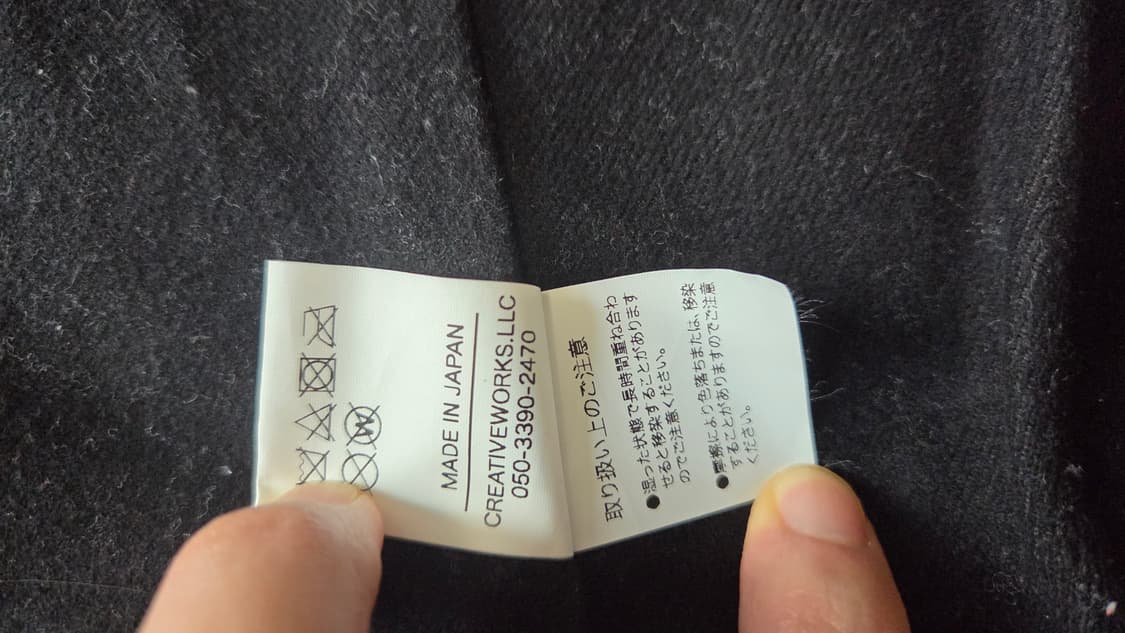 MADE IN JAPAN
CREATIVEWORKS.LLC
050-3390-2470
取り扱い上のご注意
●湿った状態で長時間重ね合わ
せると移染することがあります
のでご注意ください。
●摩擦により色落ちまたは、移染
することがありますのでご注意
ください。